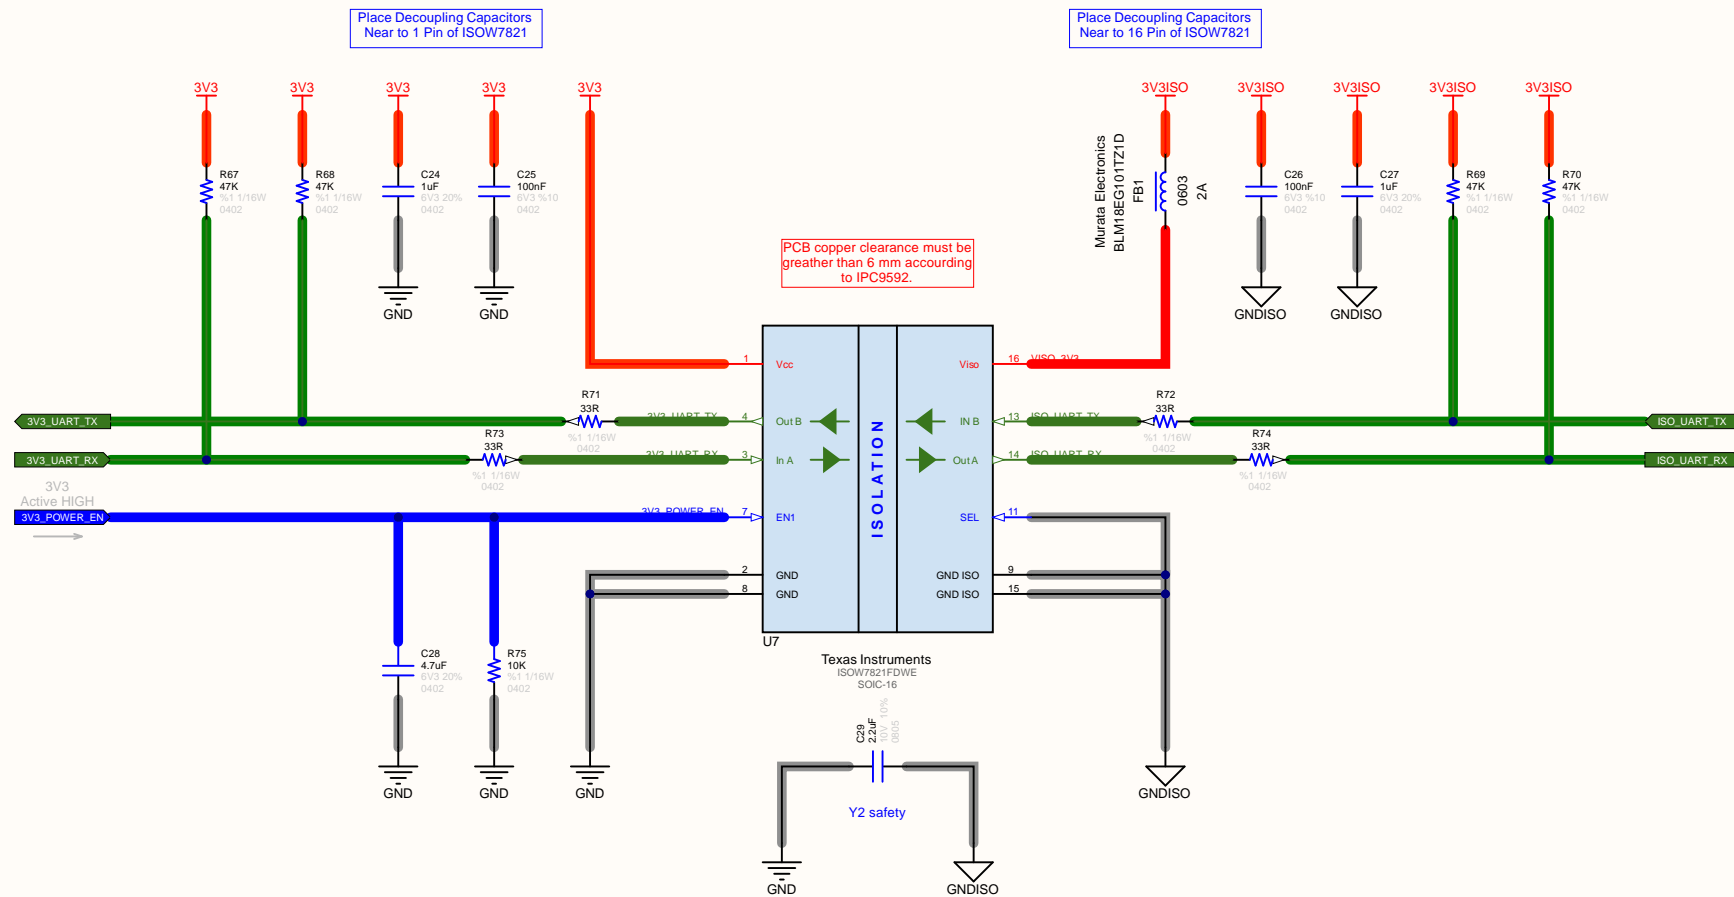 Place Decoupling Capacitors
Near to 1 Pin of ISOW7821
Place Decoupling Capacitors
Near to 16 Pin of ISOW7821
3V3
3V3
3V3
3V3
3V3
3V3ISO
3V3ISO
3V3ISO
3V3ISO
3V3ISO
R67
47K
%1 1/16W
0402
R68
47K
%1 1/16W
0402
C24
1uF
6V3 20%
0402
C25
100nF
6V3 %10
0402
Murata Electronics
BLM18EG101TZ1D
FB1
0603
2A
C26
100nF
6V3 %10
0402
C27
1uF
6V3 20%
0402
R69
47K
%1 1/16W
0402
R70
47K
%1 1/16W
0402
GND
GND
GNDISO
GNDISO
PCB copper clearance must be
greather than 6 mm accourding
to IPC9592.
1
Vcc
Viso
16
VISO_3V3
3V3_UART_TX
R71
33R
%1 1/16W
0402
3V3_UART_TX
4
Out B
IN B
13
ISO_UART_TX
R72
33R
%1 1/16W
0402
ISO_UART_TX
3V3_UART_RX
R73
33R
%1 1/16W
0402
3V3_UART_RX
3
In A
Out A
14
ISO_UART_RX
R74
33R
%1 1/16W
0402
ISO_UART_RX
ISOLATION
3V3
Active HIGH
3V3_POWER_EN
3V3_POWER_EN
7
EN1
SEL
11
2
GND
GND ISO
9
8
GND
GND ISO
15
U7
Texas Instruments
ISOW7821FDWE
SOIC-16
C28
4.7uF
6V3 20%
0402
R75
10K
%1 1/16W
0402
C29
2.2uF
10V 10%
0805
GND
GND
GND
GNDISO
Y2 safety
GND
GNDISO